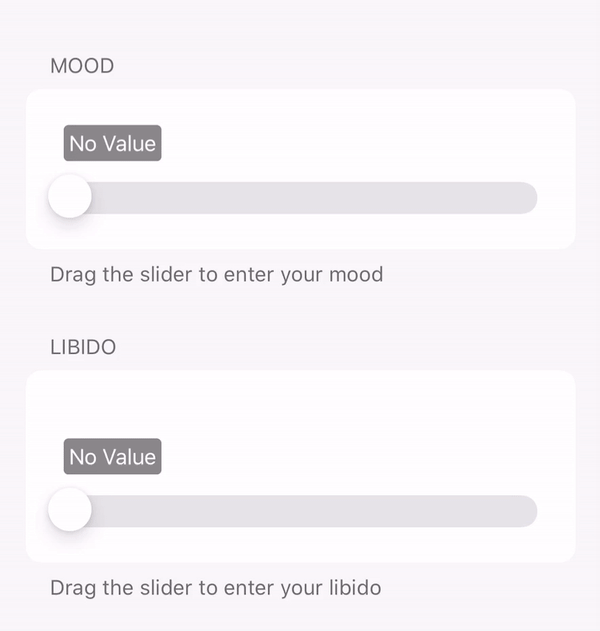 MOOD
No Value
Drag the slider to enter your mood
LIBIDO
No Value
Drag the slider to enter your libido